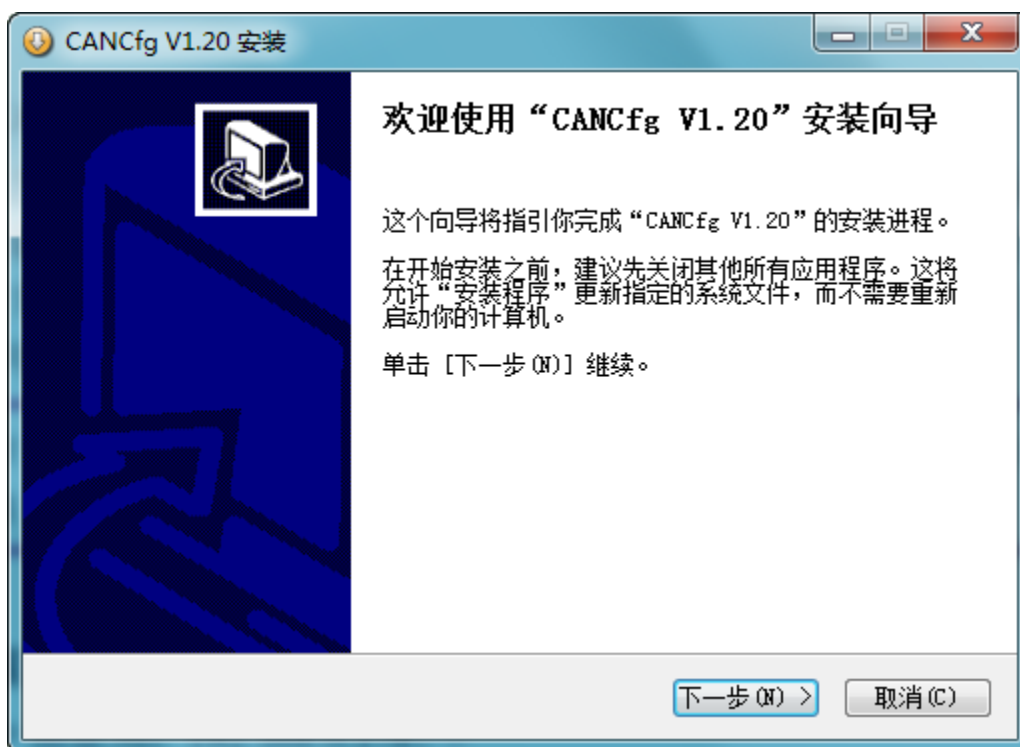 CANCfg V1.20 安装
欢迎使用“CANCfg V1.20”安装向导
这个向导将指引你完成“CANCfg V1.20”的安装进程。
在开始安装之前，建议先关闭其他所有应用程序。这将
允许“安装程序”更新指定的系统文件，而不需要重新
启动你的计算机。
单击 [下一步(N)] 继续。
下一步(N) >
取消(C)